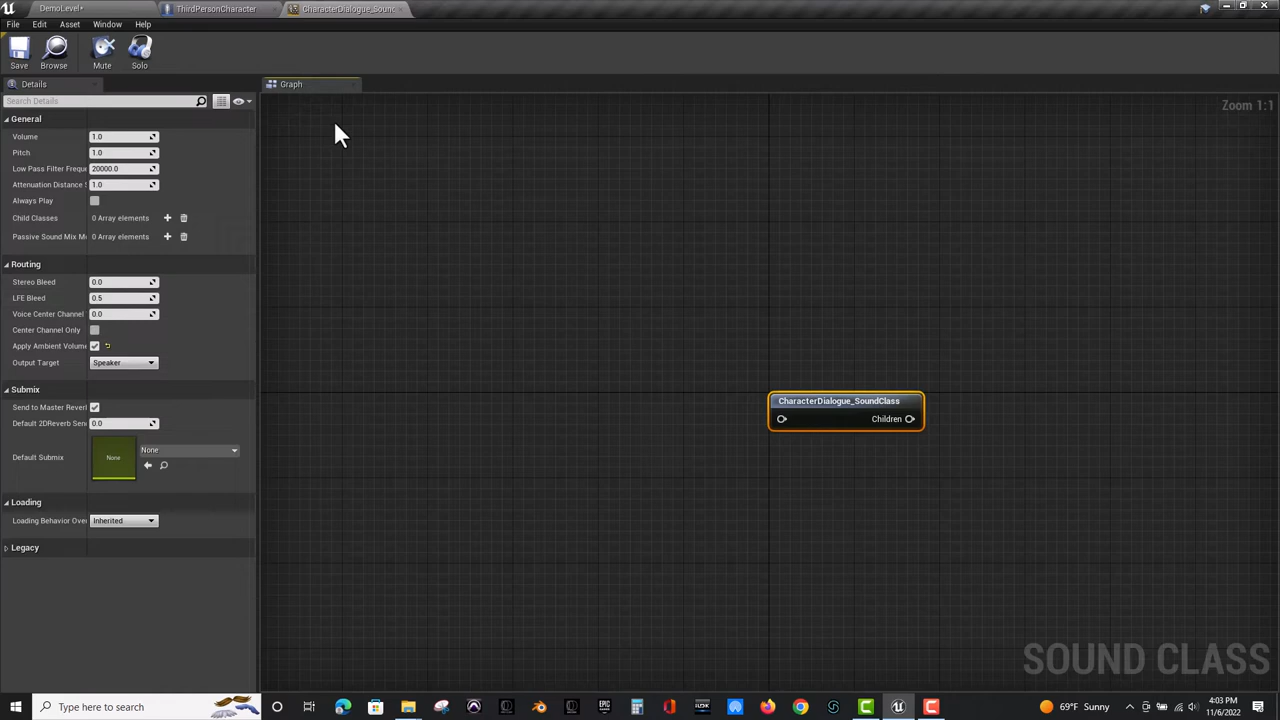 DemoLevel*
ThirdPersonCharacter
CharacterDialogue_Sound
File Edit Asset Window Help
Save Browse Mute Solo
Details
Graph
Search Details
Zoom 1:1
General
Volume 1.0
Pitch 1.0
Low Pass Filter Freque 20000.0
Attenuation Distance S 1.0
Always Play
Child Classes 0 Array elements
Passive Sound Mix Mo 0 Array elements
Routing
Stereo Bleed 0.0
LFE Bleed 0.5
Voice Center Channel 0.0
Center Channel Only
Apply Ambient Volume
Output Target Speaker
Submix
Send to Master Reverb
Default 2DReverb Send 0.0
Default Submix None None
Loading
Loading Behavior Over Inherited
Legacy
CharacterDialogue_SoundClass
Children
SOUND CLASS
Type here to search
69°F Sunny
4:03 PM
11/6/2022